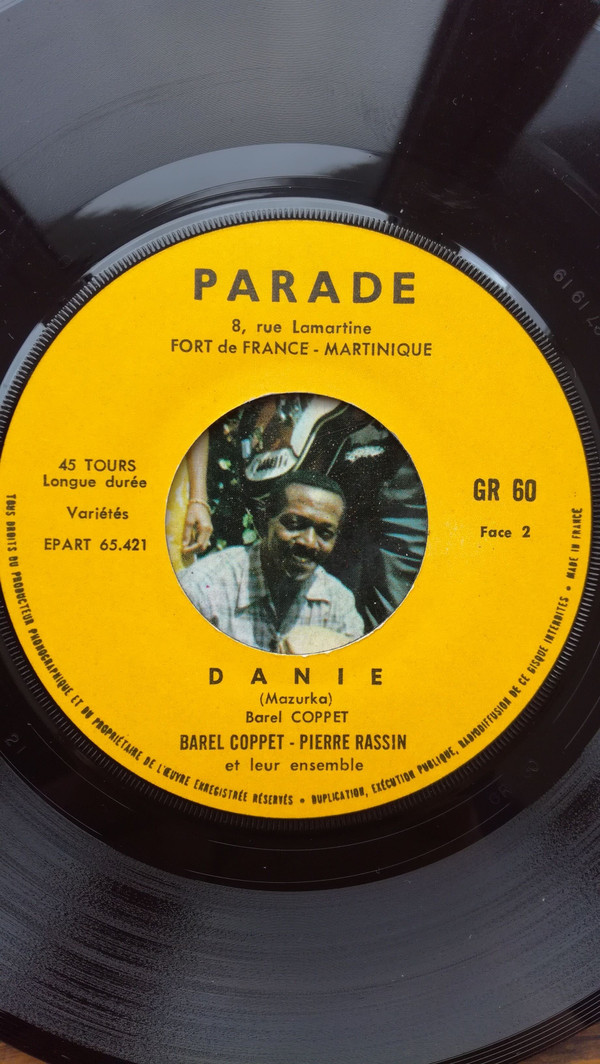 PARADE
8, rue Lamartine
FORT de FRANCE - MARTINIQUE
45 TOURS
Longue durée
Variétés
EPART 65.421
GR 60
Face 2
DANIE
(Mazurka)
Barel COPPET
BAREL COPPET - PIERRE RASSIN
et leur ensemble
TOUS DROITS DU PRODUCTEUR PHONOGRAPHIQUE ET DU PROPRIÉTAIRE DE L'ŒUVRE ENREGISTRÉE RÉSERVÉS • DUPLICATION, EXÉCUTION PUBLIQUE, RADIODIFFUSION DE CE DISQUE INTERDITES • MADE IN FRANCE
21